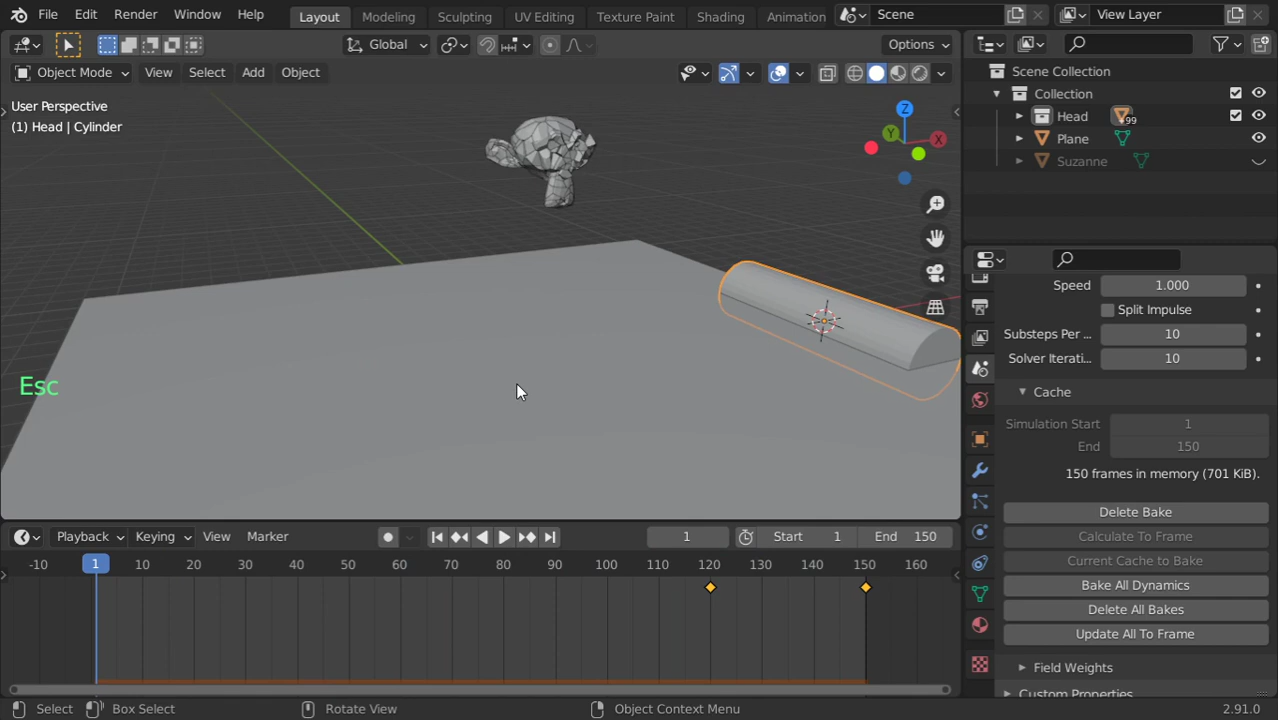 File Edit Render Window Help Layout Modeling Sculpting UV Editing Texture Paint Shading Animation Scene View Layer
Global Options
Object Mode View Select Add Object
User Perspective
(1) Head | Cylinder
Z
Y
X
Esc
Scene Collection
Collection
Head +99
Plane
Suzanne
Speed 1.000
Split Impulse
Substeps Per ... 10
Solver Iterati... 10
Cache
Simulation Start 1
End 150
150 frames in memory (701 KiB).
Delete Bake
Calculate To Frame
Current Cache to Bake
Bake All Dynamics
Delete All Bakes
Update All To Frame
Field Weights
Custom Properties
Playback Keying View Marker 1 Start 1 End 150
-10 1 10 20 30 40 50 60 70 80 90 100 110 120 130 140 150 160
Select Box Select Rotate View Object Context Menu 2.91.0